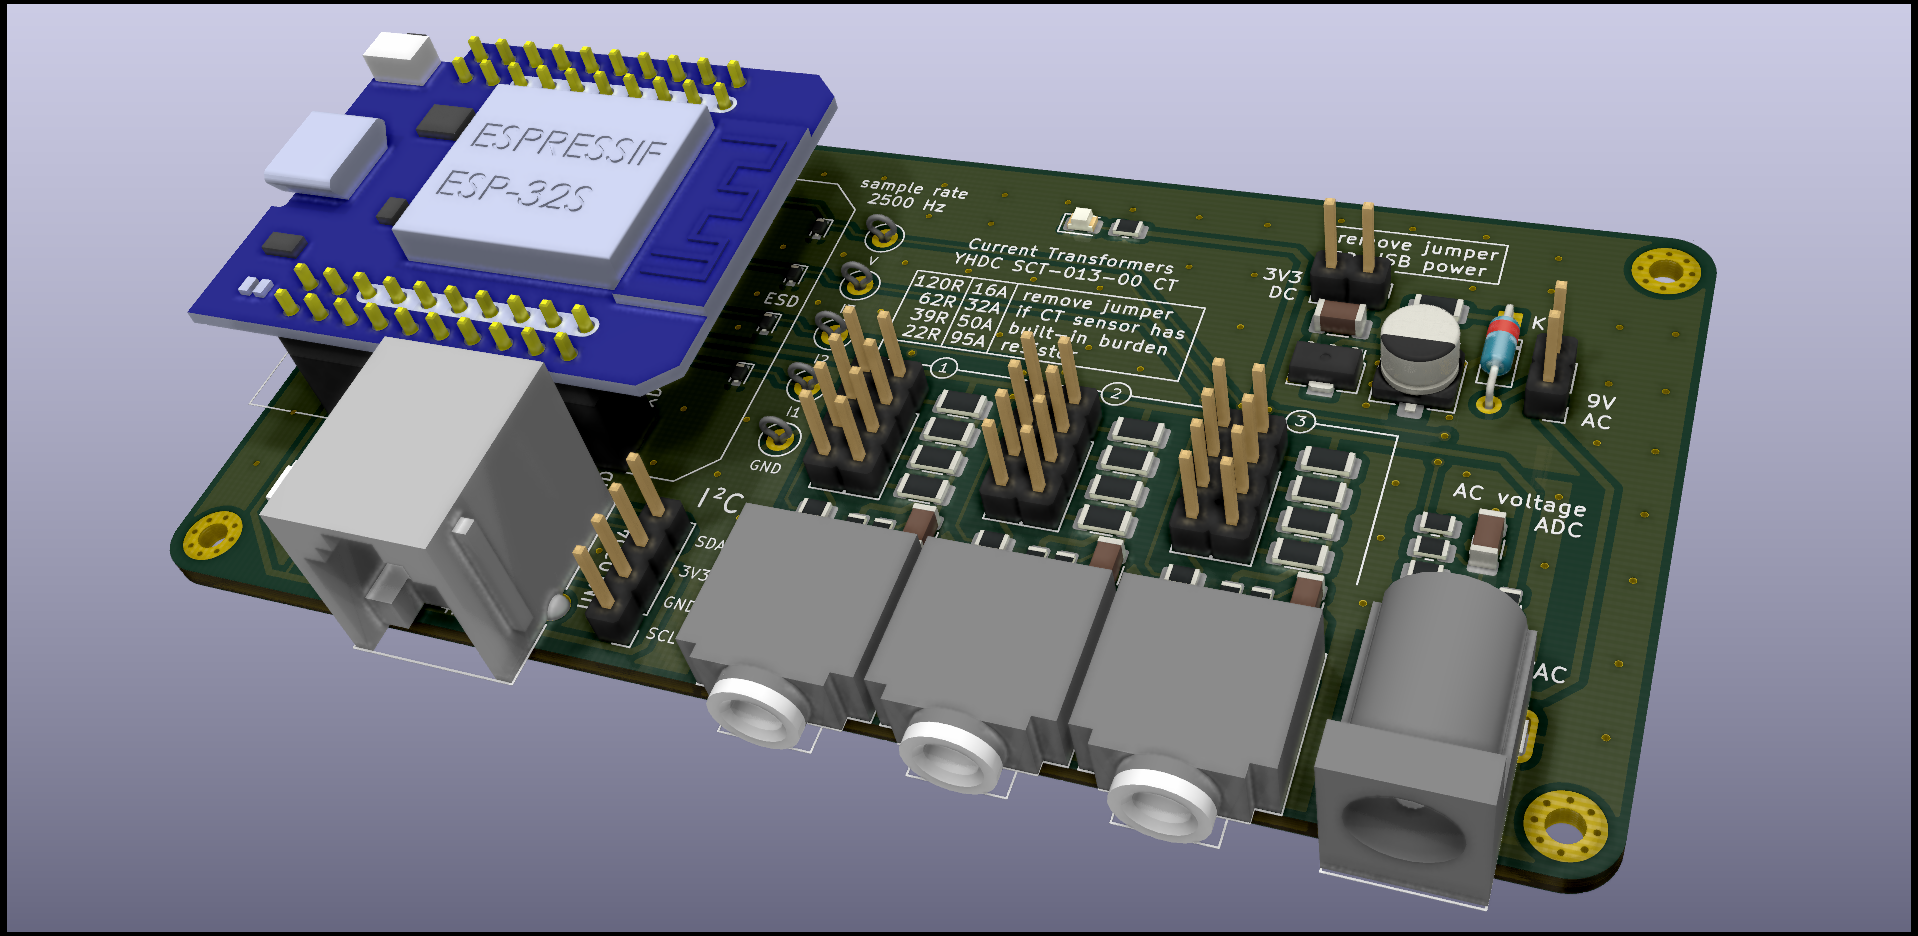 ESPRESSIF
ESP-32S
sample rate
2500 Hz
V
ESD
I1
GND
Current Transformers
YHDC SCT-013-00 CT
120R 16A remove jumper
62R 32A if CT sensor has
39R 50A built-in burden
22R 95A
1
2
3
3V3
DC
remove jumper
USB power
K
9V
AC
AC voltage
ADC
AC
I²C
SDA
3V3
GND
SCL